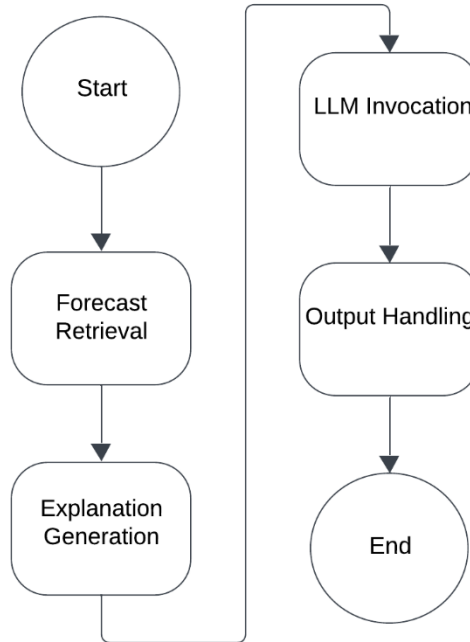 Start
Forecast
Retrieval
Explanation
Generation
LLM Invocation
Output Handling
End